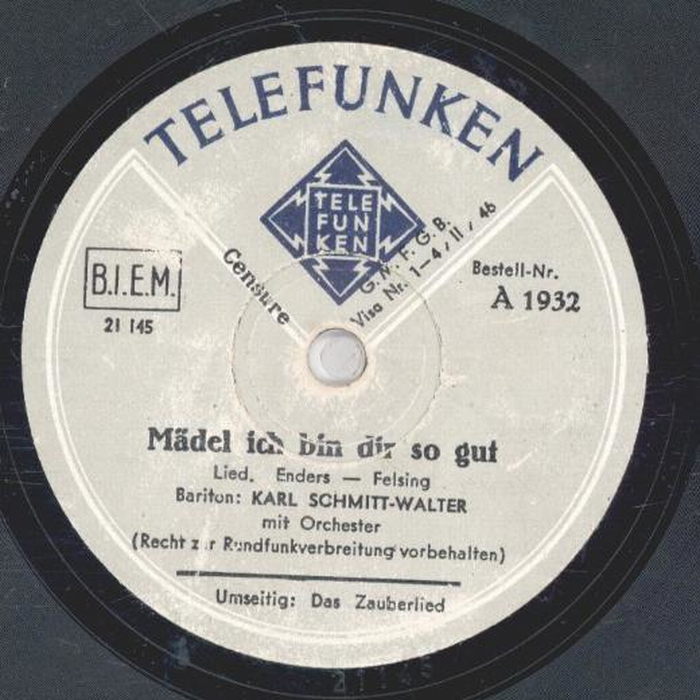 TELEFUNKEN
TELE
FUN
KEN
Censure
G.M.F.G.B.
Visa Nr. 1-4/II/46
B.I.E.M.
21 145
Bestell-Nr.
A 1932
Mädel ich bin dir so gut
Lied. Enders — Felsing
Bariton: KARL SCHMITT-WALTER
mit Orchester
(Recht zur Rundfunkverbreitung vorbehalten)
Umseitig: Das Zauberlied
21145